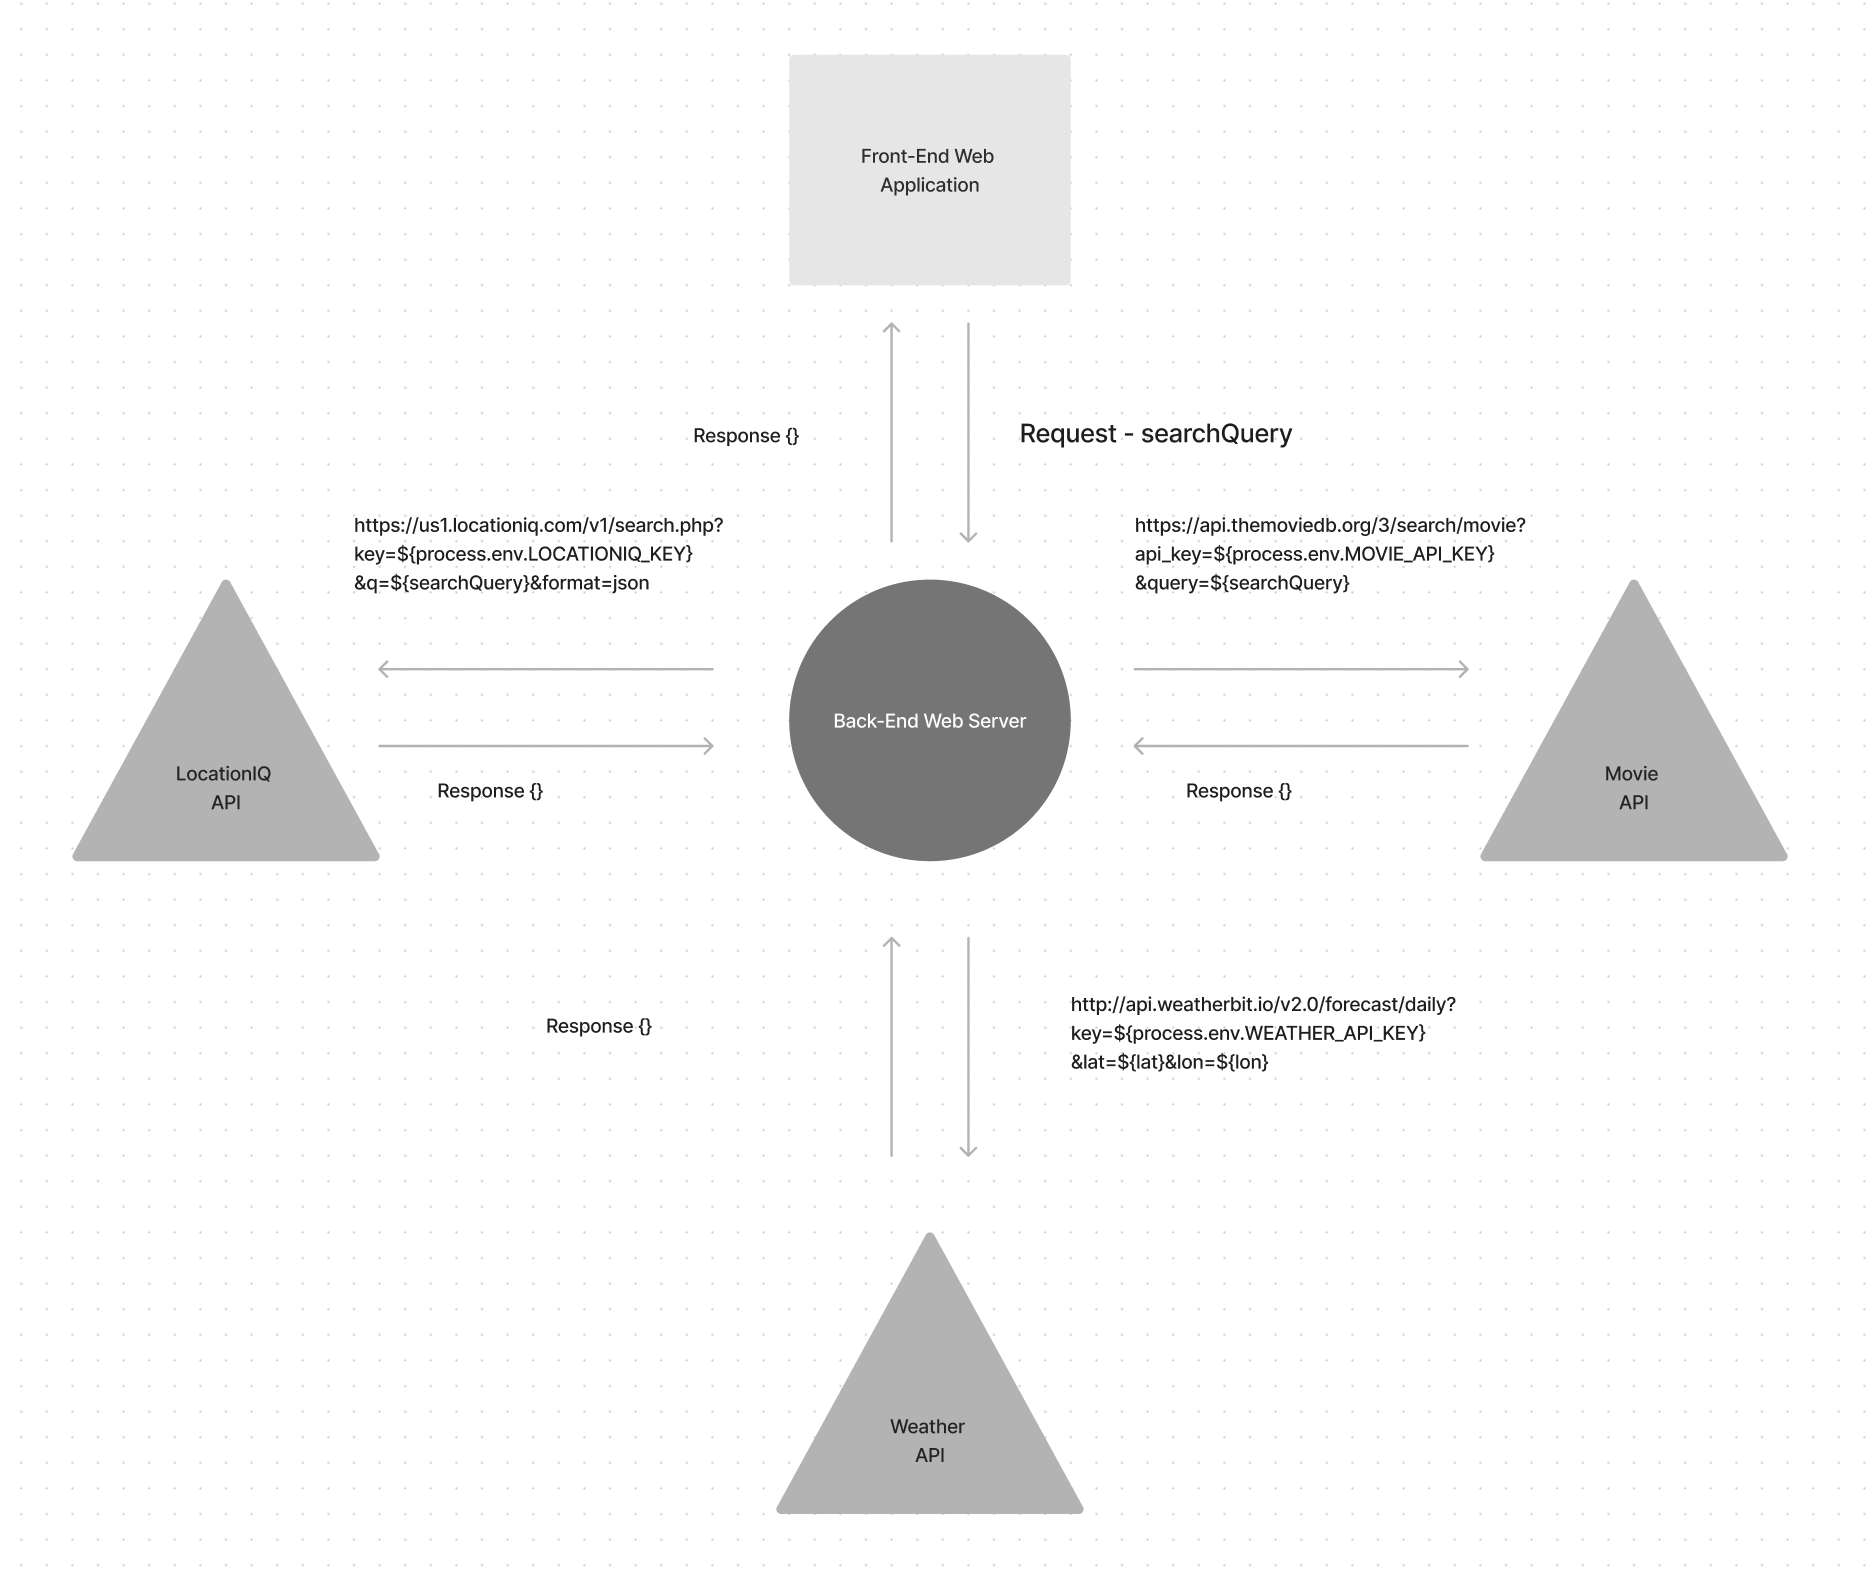 Front-End Web
Application
Response {}
Request - searchQuery
https://us1.locationiq.com/v1/search.php?
key=${process.env.LOCATIONIQ_KEY}
&q=${searchQuery}&format=json
https://api.themoviedb.org/3/search/movie?
api_key=${process.env.MOVIE_API_KEY}
&query=${searchQuery}
Back-End Web Server
LocationIQ
API
Response {}
Response {}
Movie
API
Response {}
http://api.weatherbit.io/v2.0/forecast/daily?
key=${process.env.WEATHER_API_KEY}
&lat=${lat}&lon=${lon}
Weather
API